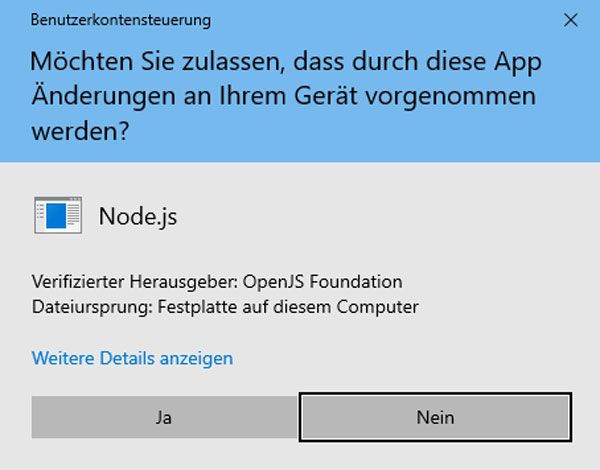 Benutzerkontensteuerung
Möchten Sie zulassen, dass durch diese App
Änderungen an Ihrem Gerät vorgenommen
werden?
Node.js
Verifizierter Herausgeber: OpenJS Foundation
Dateiursprung: Festplatte auf diesem Computer
Weitere Details anzeigen
Ja
Nein